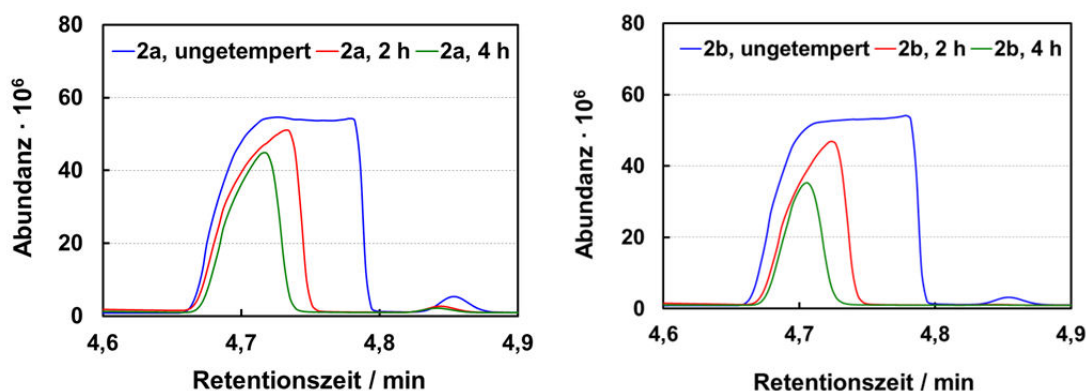 80
2a, ungetempert 2a, 2 h 2a, 4 h
60
40
20
0
4,6 4,7 4,8 4,9
Abundanz · 10⁶
Retentionszeit / min
80
2b, ungetempert 2b, 2 h 2b, 4 h
60
40
20
0
4,6 4,7 4,8 4,9
Abundanz · 10⁶
Retentionszeit / min